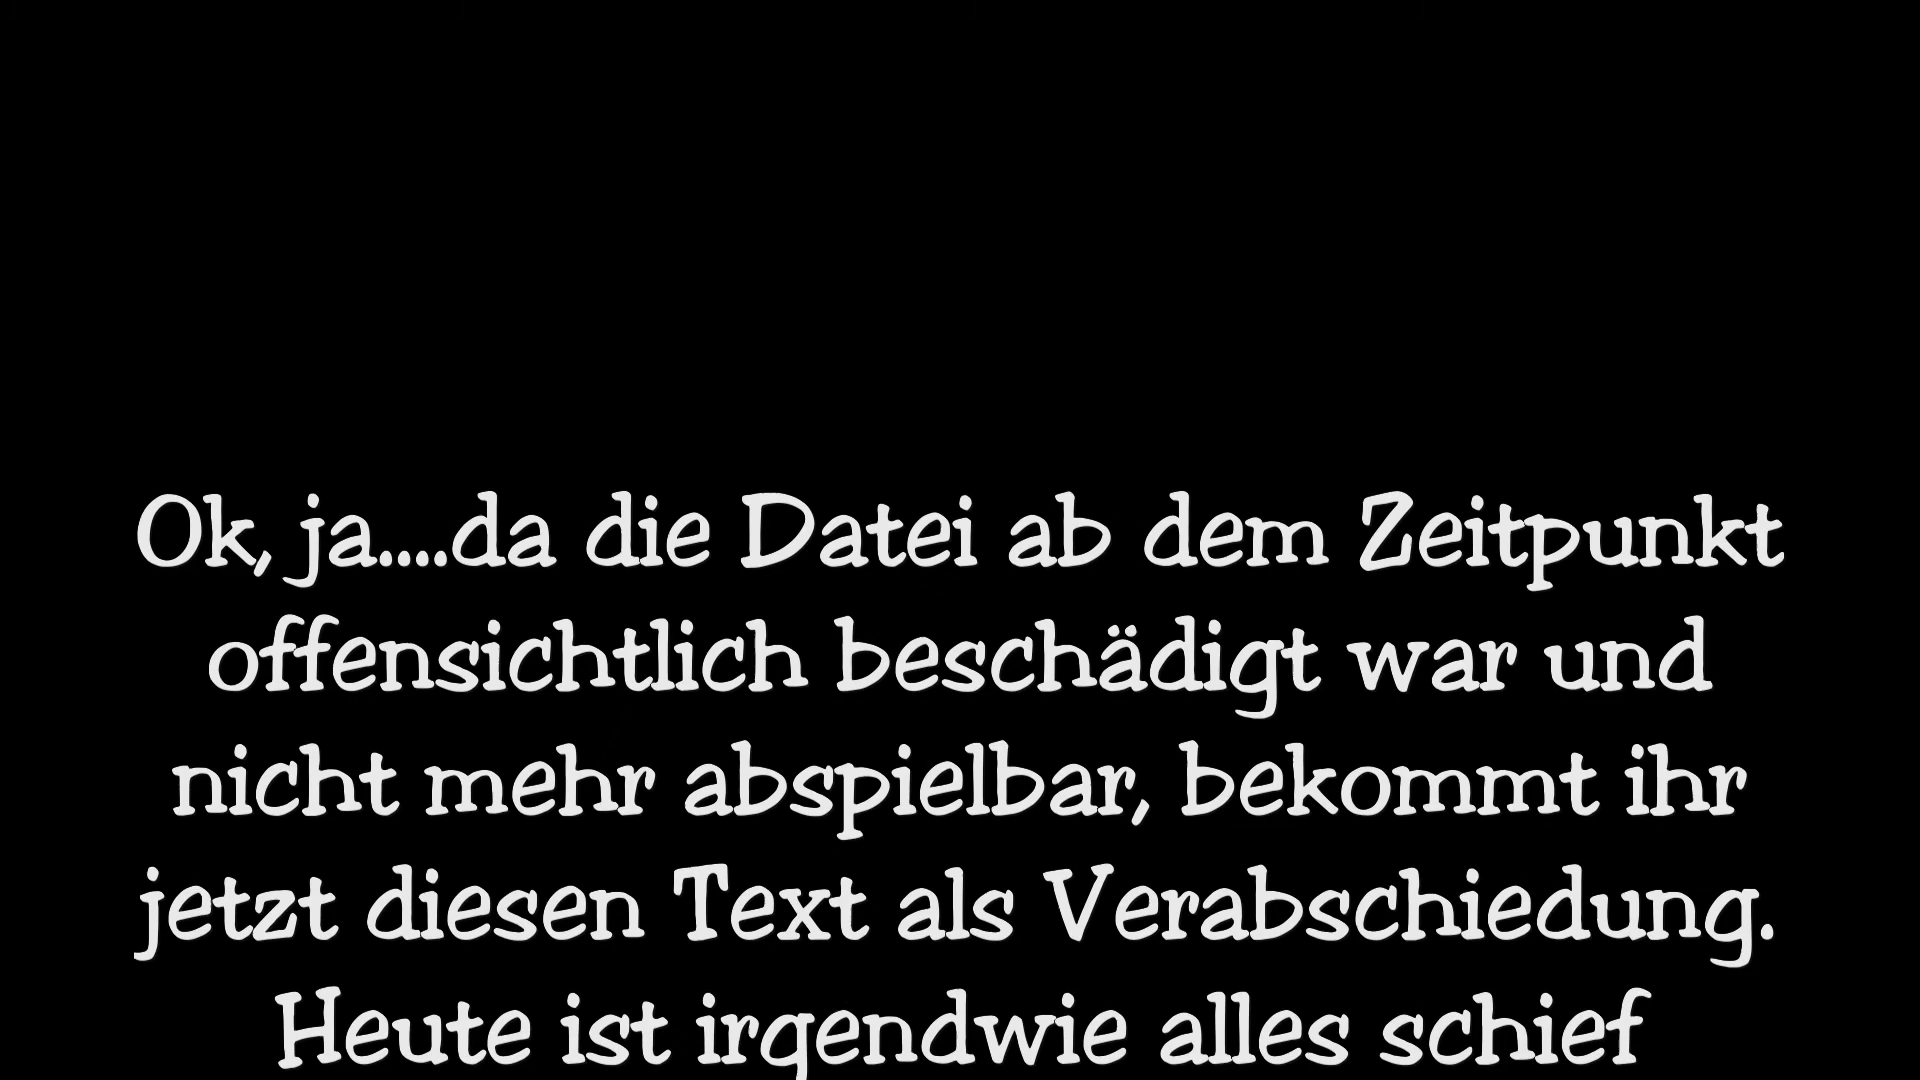 Ok, ja....da die Datei ab dem Zeitpunkt
offensichtlich beschädigt war und
nicht mehr abspielbar, bekommt ihr
jetzt diesen Text als Verabschiedung.
Heute ist irgendwie alles schief